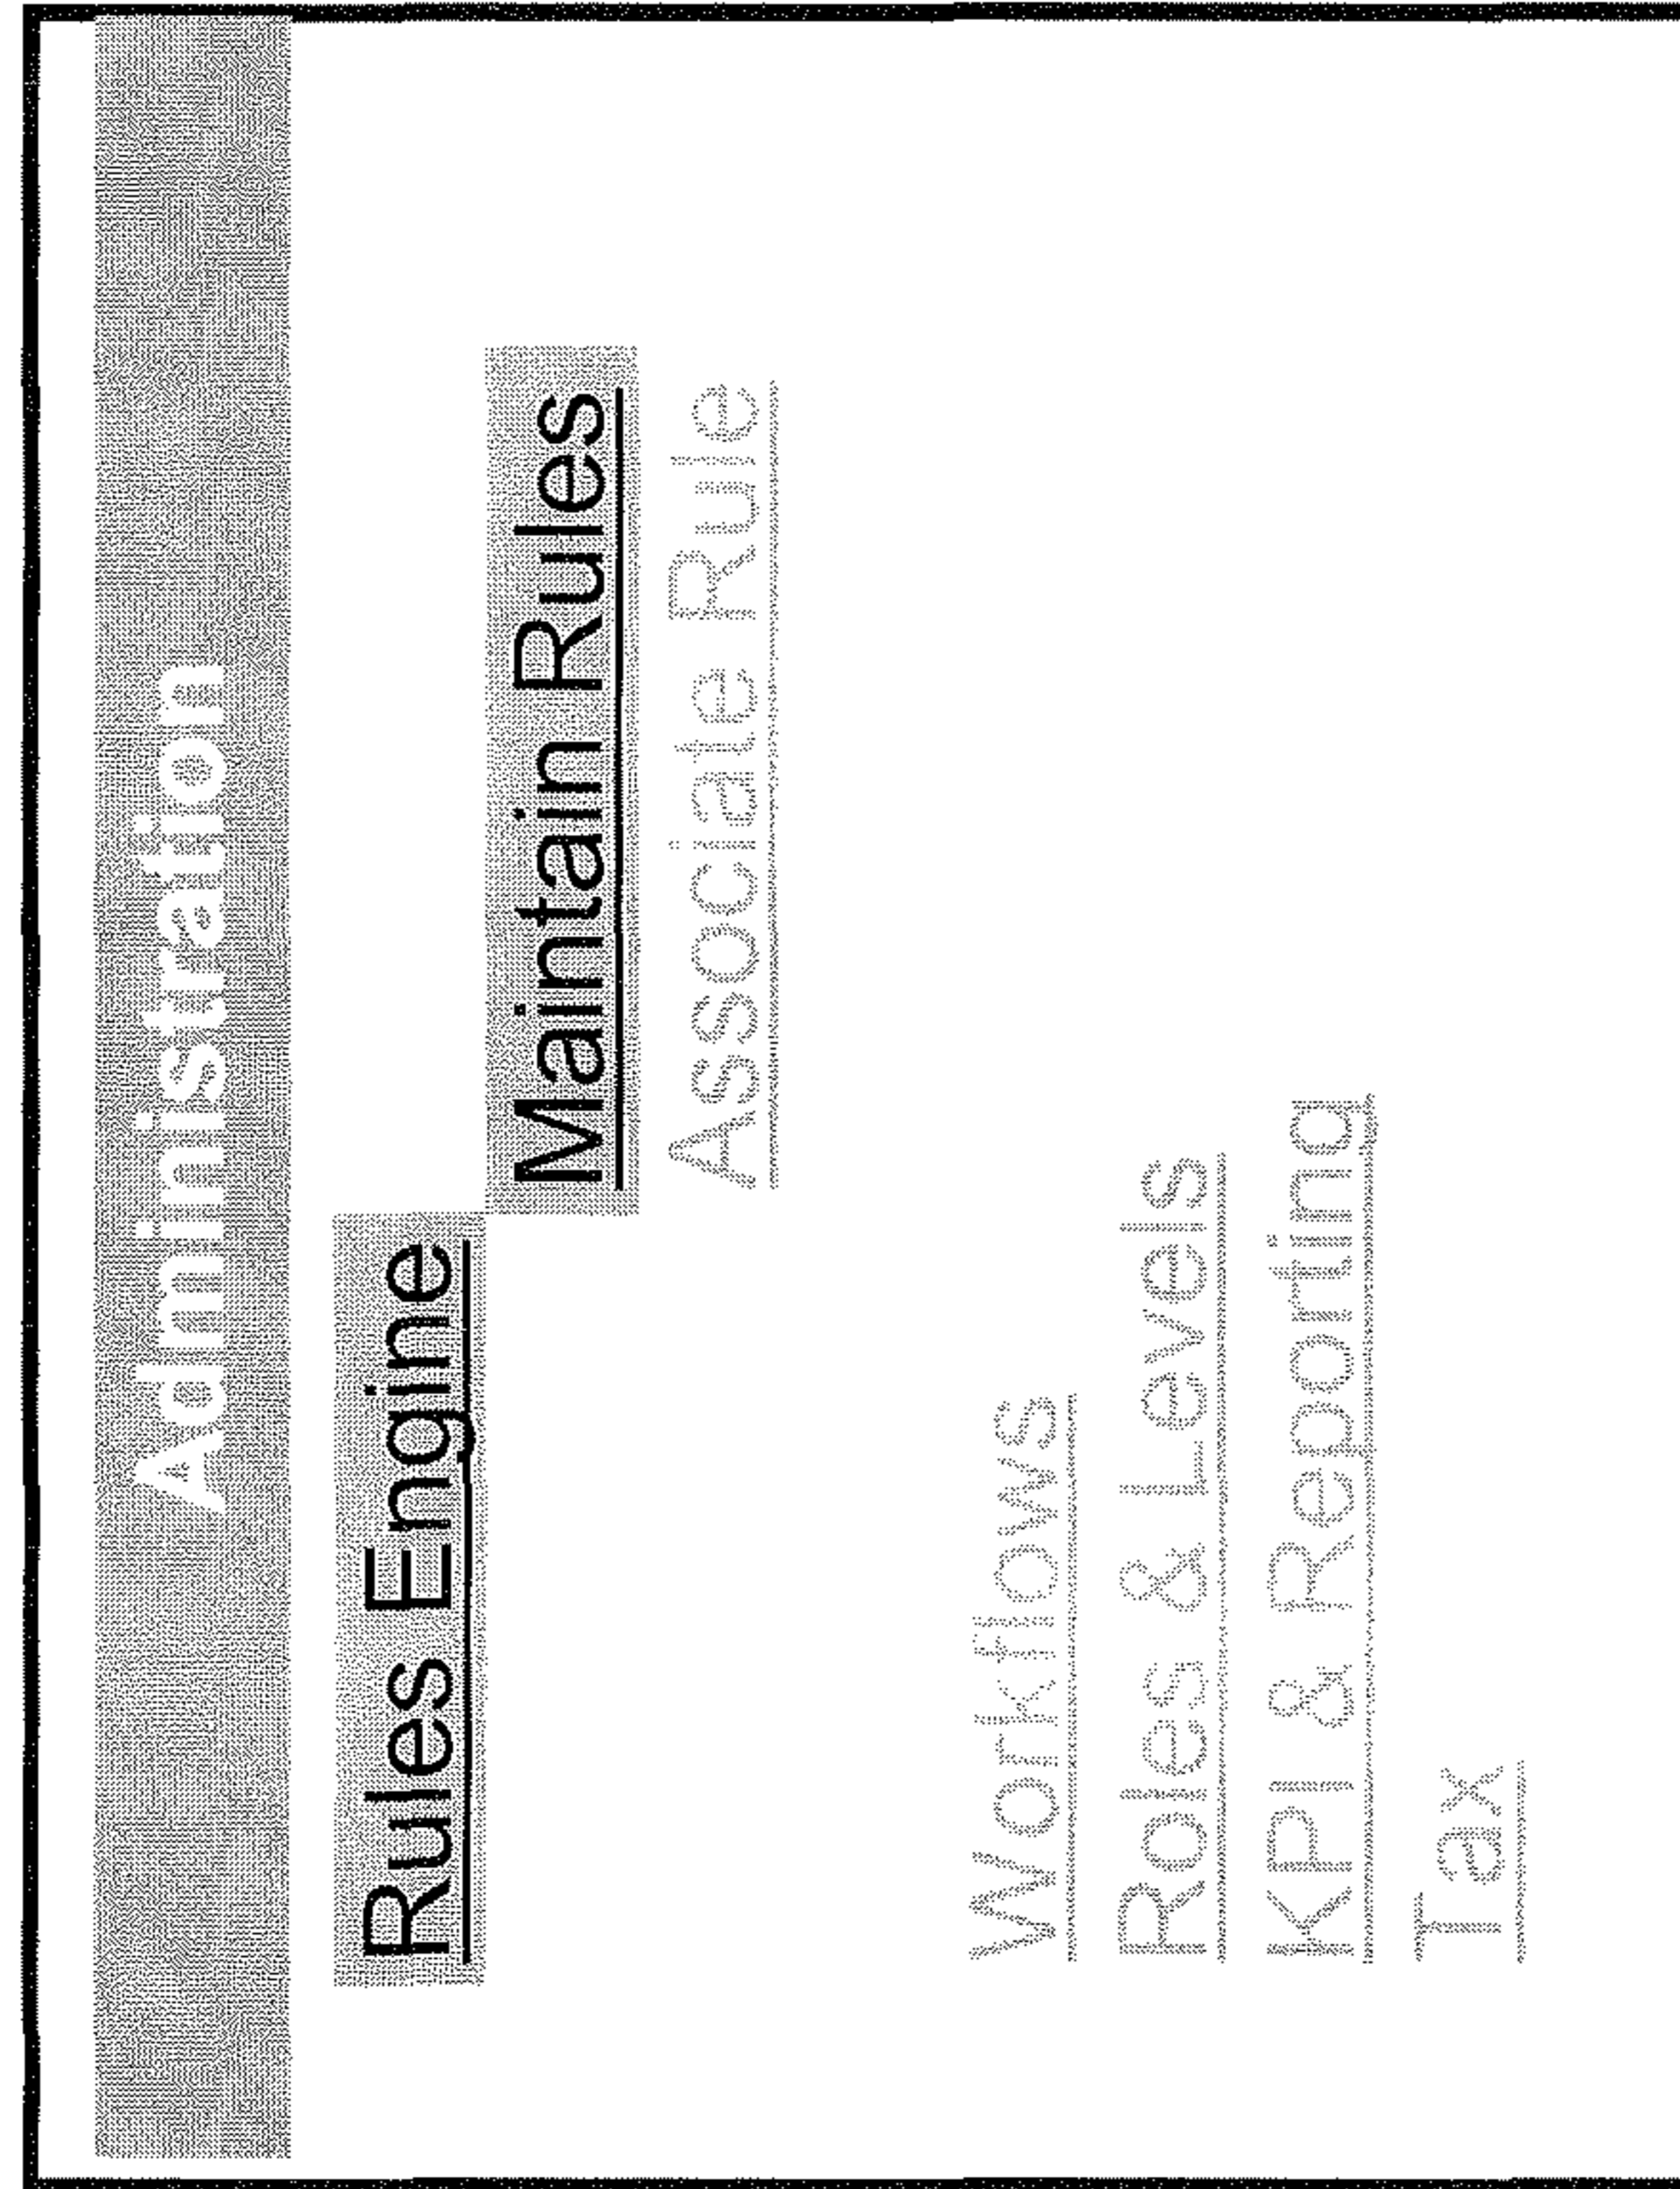 Administration
Rules Engine
Maintain Rules
Associate Rule
Workflows
Roles & Levels
KPI & Reporting
Tax